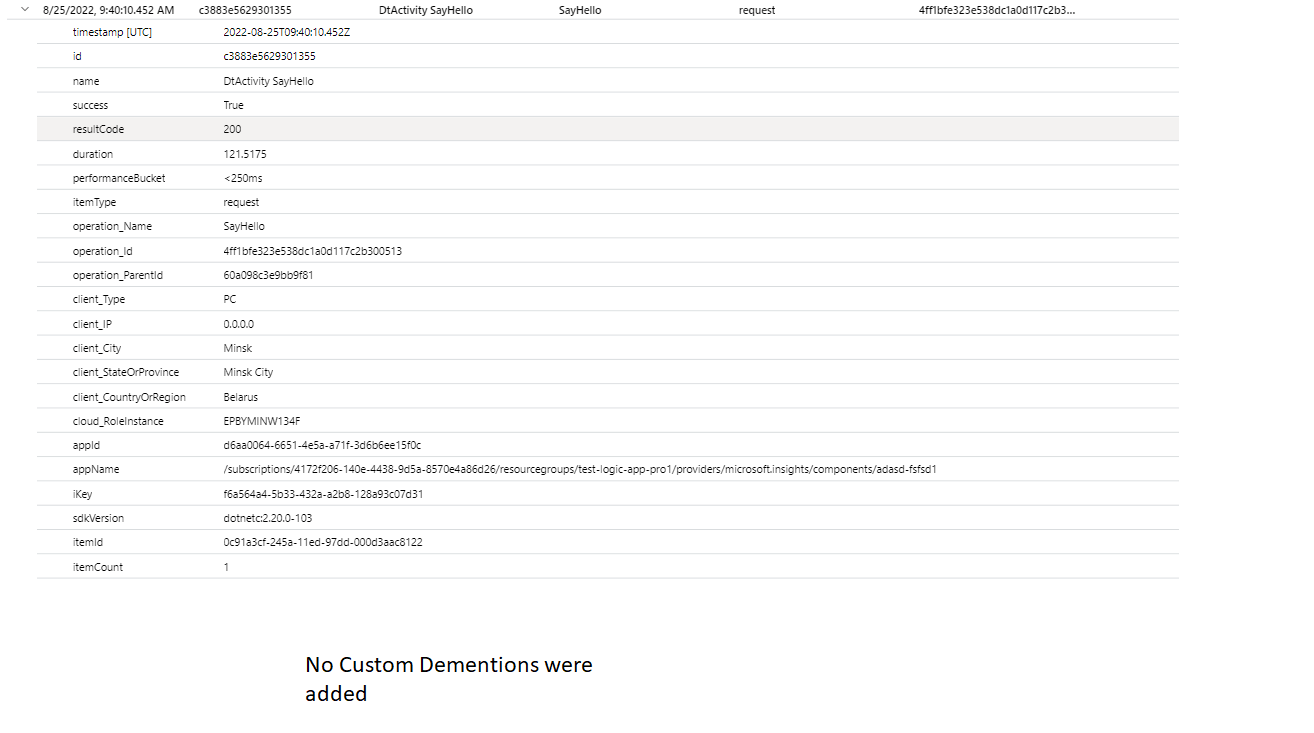 8/25/2022, 9:40:10.452 AM c3883e5629301355 DtActivity SayHello SayHello request 4ff1bfe323e538dc1a0d117c2b3...
timestamp [UTC] 2022-08-25T09:40:10.452Z
id c3883e5629301355
name DtActivity SayHello
success True
resultCode 200
duration 121.5175
performanceBucket <250ms
itemType request
operation_Name SayHello
operation_Id 4ff1bfe323e538dc1a0d117c2b300513
operation_ParentId 60a098c3e9bb9f81
client_Type PC
client_IP 0.0.0.0
client_City Minsk
client_StateOrProvince Minsk City
client_CountryOrRegion Belarus
cloud_RoleInstance EPBYMINW134F
appId d6aa0064-6651-4e5a-a71f-3d6b6ee15f0c
appName /subscriptions/4172f206-140e-4438-9d5a-8570e4a86d26/resourcegroups/test-logic-app-pro1/providers/microsoft.insights/components/adasd-fsfsd1
iKey f6a564a4-5b33-432a-a2b8-128a93c07d31
sdkVersion dotnetc:2.20.0-103
itemId 0c91a3cf-245a-11ed-97dd-000d3aac8122
itemCount 1
No Custom Dementions were
added